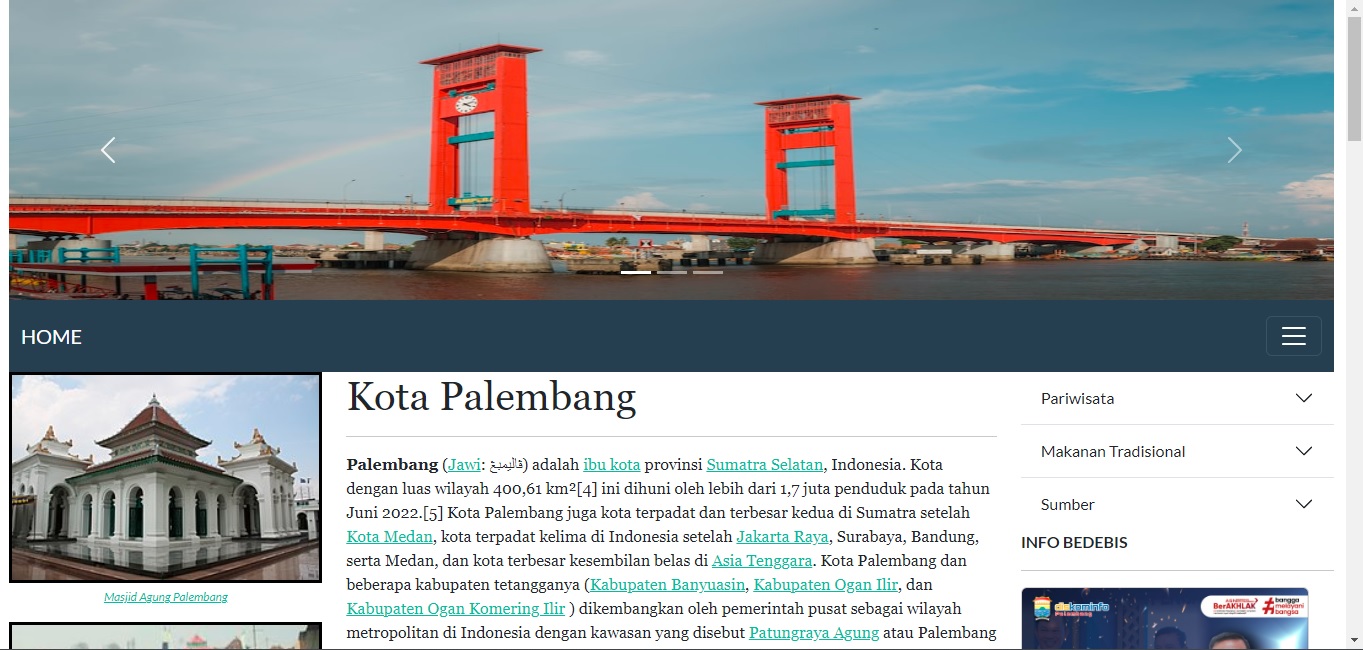 HOME
Masjid Agung Palembang
Kota Palembang
Palembang (Jawi: ڤاليمبڠ) adalah ibu kota provinsi Sumatra Selatan, Indonesia. Kota
dengan luas wilayah 400,61 km²[4] ini dihuni oleh lebih dari 1,7 juta penduduk pada tahun
Juni 2022.[5] Kota Palembang juga kota terpadat dan terbesar kedua di Sumatra setelah
Kota Medan, kota terpadat kelima di Indonesia setelah Jakarta Raya, Surabaya, Bandung,
serta Medan, dan kota terbesar kesembilan belas di Asia Tenggara. Kota Palembang dan
beberapa kabupaten tetangganya (Kabupaten Banyuasin, Kabupaten Ogan Ilir, dan
Kabupaten Ogan Komering Ilir ) dikembangkan oleh pemerintah pusat sebagai wilayah
metropolitan di Indonesia dengan kawasan yang disebut Patungraya Agung atau Palembang
Pariwisata
Makanan Tradisional
Sumber
INFO BEDEBIS
dinkominfo
Palembang
BerAKHLAK
#bangga
melayani
bangsa